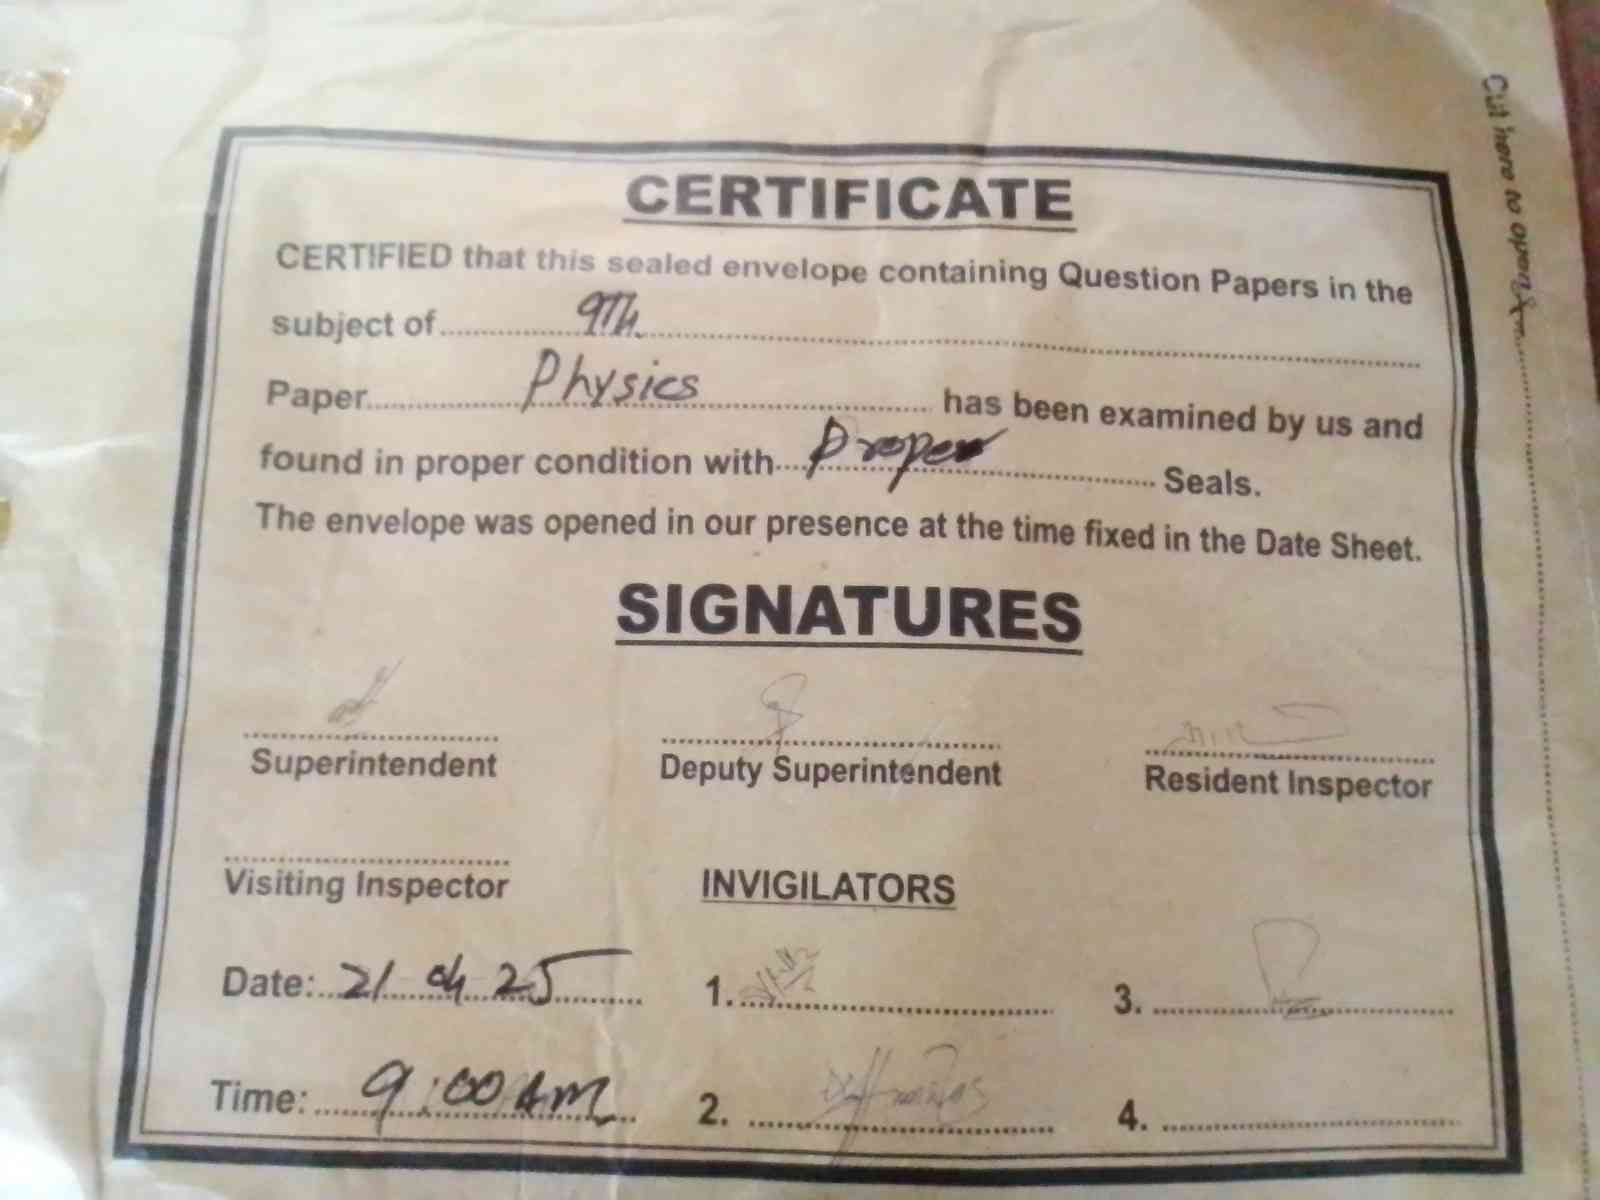 Cut here to open
CERTIFICATE
CERTIFIED that this sealed envelope containing Question Papers in the
subject of 9Th
Paper Physics has been examined by us and
found in proper condition with Proper Seals.
The envelope was opened in our presence at the time fixed in the Date Sheet.
SIGNATURES
Superintendent Deputy Superintendent Resident Inspector
Visiting Inspector INVIGILATORS
Date: 21 04 25 1. 3.
Time: 9:00 AM 2. 4.